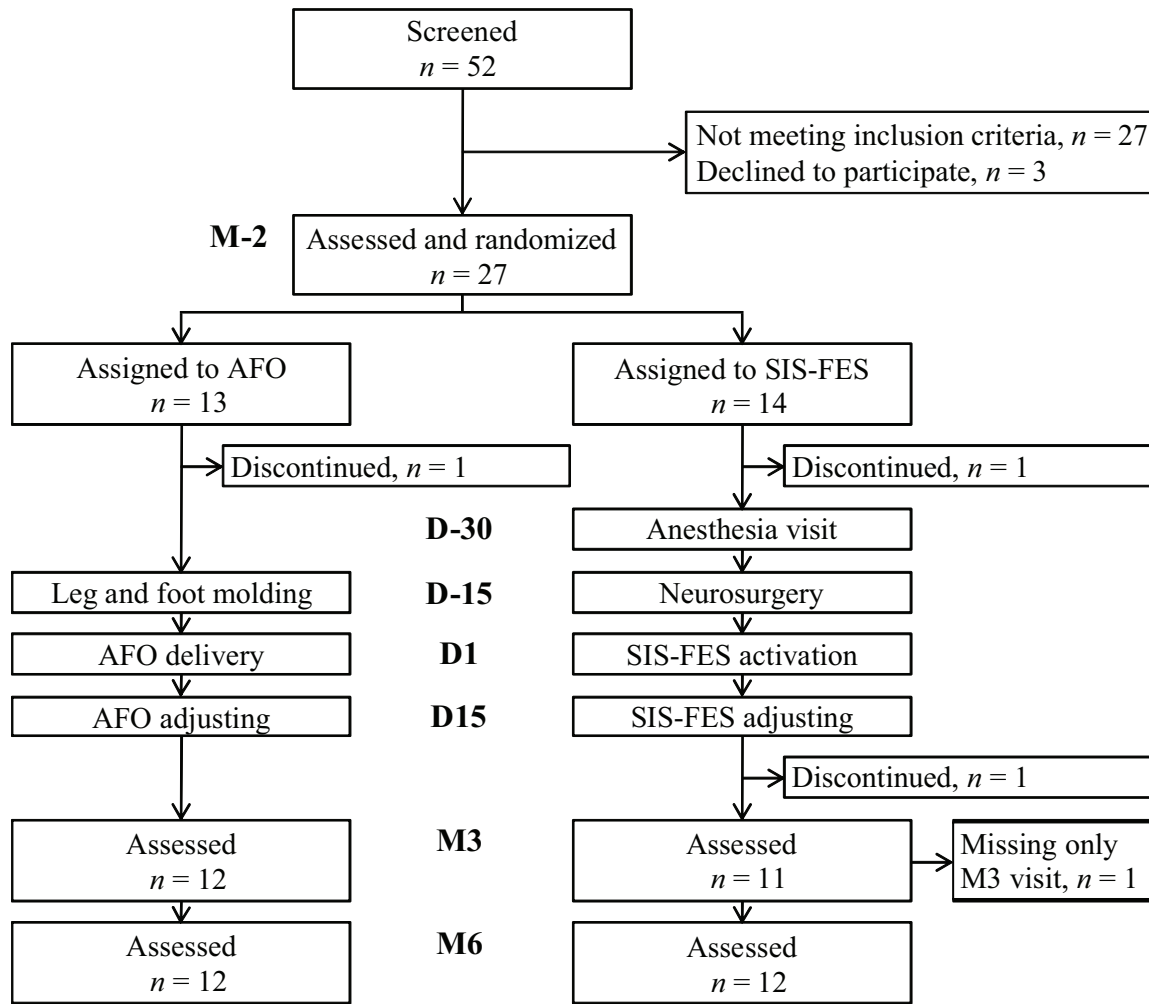 Screened
n = 52
Not meeting inclusion criteria, n = 27
Declined to participate, n = 3
M-2
Assessed and randomized
n = 27
Assigned to AFO
n = 13
Assigned to SIS-FES
n = 14
Discontinued, n = 1
Discontinued, n = 1
D-30
Anesthesia visit
Leg and foot molding
D-15
Neurosurgery
AFO delivery
D1
SIS-FES activation
AFO adjusting
D15
SIS-FES adjusting
Discontinued, n = 1
Assessed
n = 12
M3
Assessed
n = 11
Missing only
M3 visit, n = 1
Assessed
n = 12
M6
Assessed
n = 12